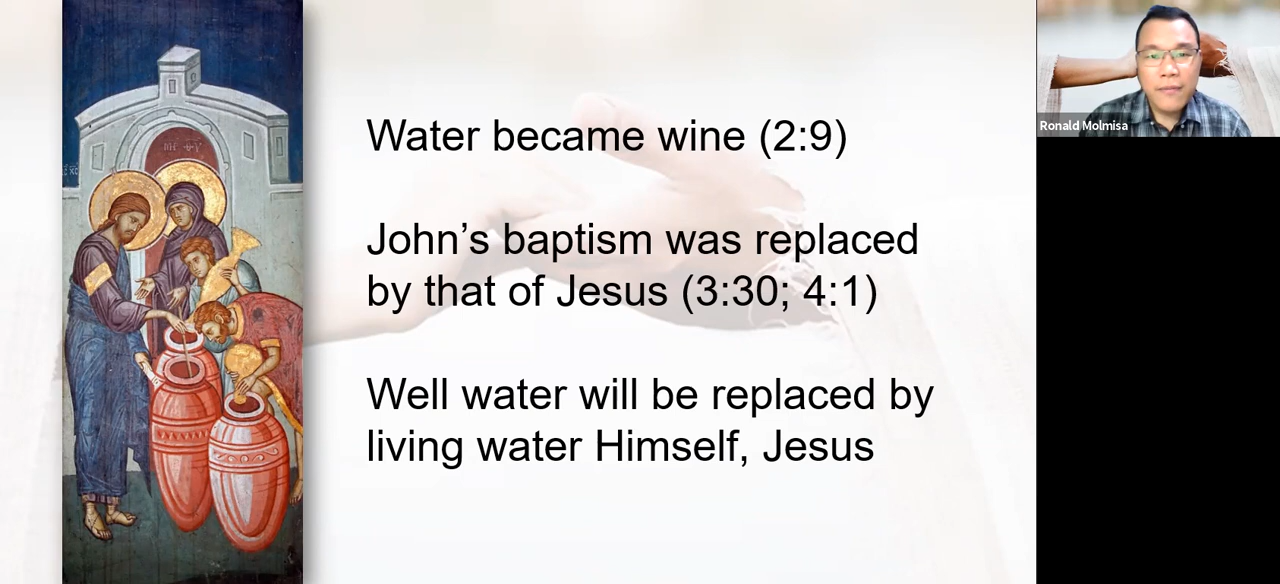 Water became wine (2:9)
John’s baptism was replaced
by that of Jesus (3:30; 4:1)
Well water will be replaced by
living water Himself, Jesus
Ronald Molmisa